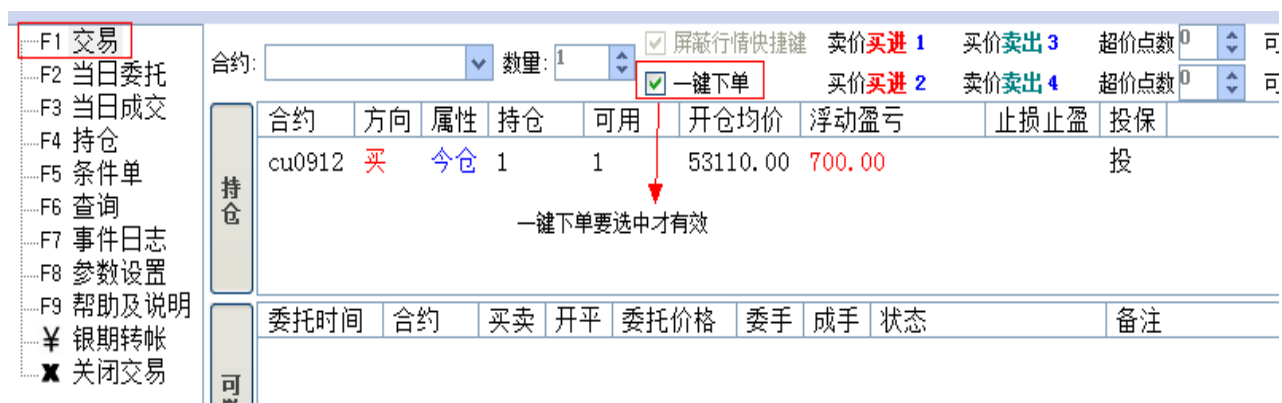 F1 交易
F2 当日委托
F3 当日成交
F4 持仓
F5 条件单
F6 查询
F7 事件日志
F8 参数设置
F9 帮助及说明
¥ 银期转帐
✖ 关闭交易
合约: 数量: 1 屏蔽行情快捷键 卖价买进 1 买价卖出 3 超价点数 0
一键下单 买价买进 2 卖价卖出 4 超价点数 0
持仓
合约 方向 属性 持仓 可用 开仓均价 浮动盈亏 止损止盈 投保
cu0912 买 今仓 1 1 53110.00 700.00 投
一键下单要选中才有效
委托时间 合约 买卖 开平 委托价格 委手 成手 状态 备注
可